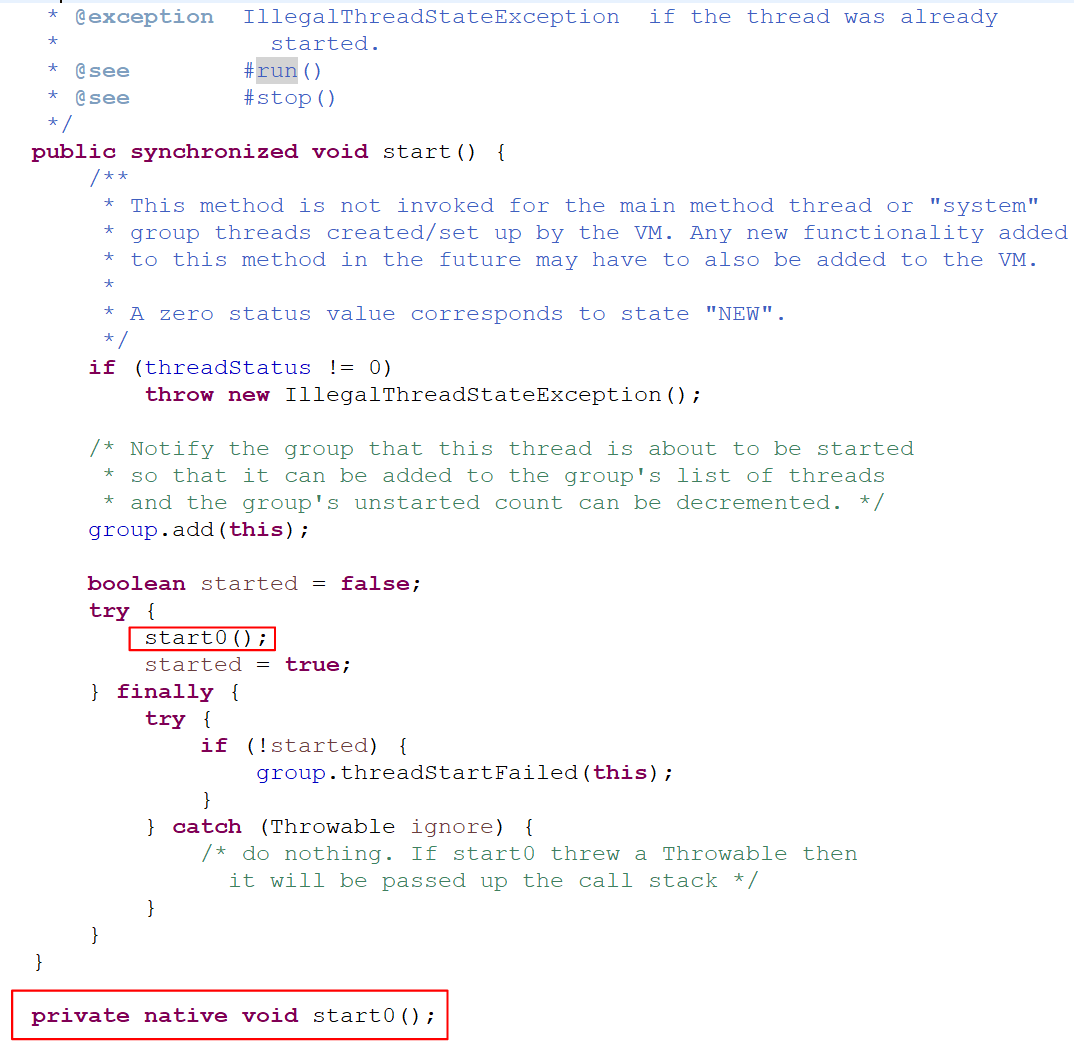 * @exception  IllegalThreadStateException  if the thread was already
*               started.
* @see        #run()
* @see        #stop()
*/
public synchronized void start() {
/**
* This method is not invoked for the main method thread or "system"
* group threads created/set up by the VM. Any new functionality added
* to this method in the future may have to also be added to the VM.
*
* A zero status value corresponds to state "NEW".
*/
if (threadStatus != 0)
throw new IllegalThreadStateException();
/* Notify the group that this thread is about to be started
* so that it can be added to the group's list of threads
* and the group's unstarted count can be decremented. */
group.add(this);
boolean started = false;
try {
start0();
started = true;
} finally {
try {
if (!started) {
group.threadStartFailed(this);
}
} catch (Throwable ignore) {
/* do nothing. If start0 threw a Throwable then
it will be passed up the call stack */
}
}
}
private native void start0();